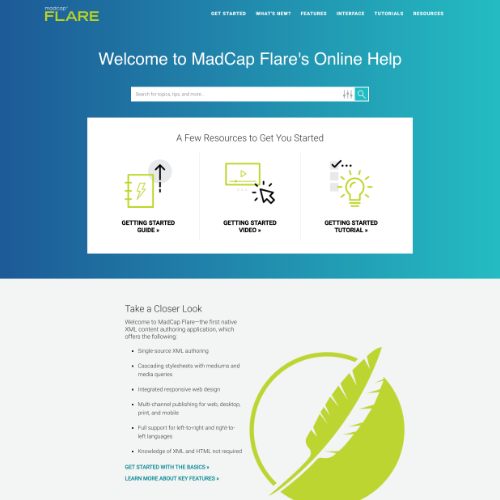 madcap
FLARE
GET STARTED WHAT'S NEW? FEATURES INTERFACE TUTORIALS RESOURCES
Welcome to MadCap Flare's Online Help
Search for topics, tips, and more...
A Few Resources to Get You Started
GETTING STARTED
GUIDE »
GETTING STARTED
VIDEO »
GETTING STARTED
TUTORIAL »
Take a Closer Look
Welcome to MadCap Flare—the first native
XML content authoring application, which
offers the following:
• Single-source XML authoring
• Cascading stylesheets with mediums and
media queries
• Integrated responsive web design
• Multi-channel publishing for web, desktop,
print, and mobile
• Full support for left-to-right and right-to-
left languages
• Knowledge of XML and HTML not required
GET STARTED WITH THE BASICS »
LEARN MORE ABOUT KEY FEATURES »